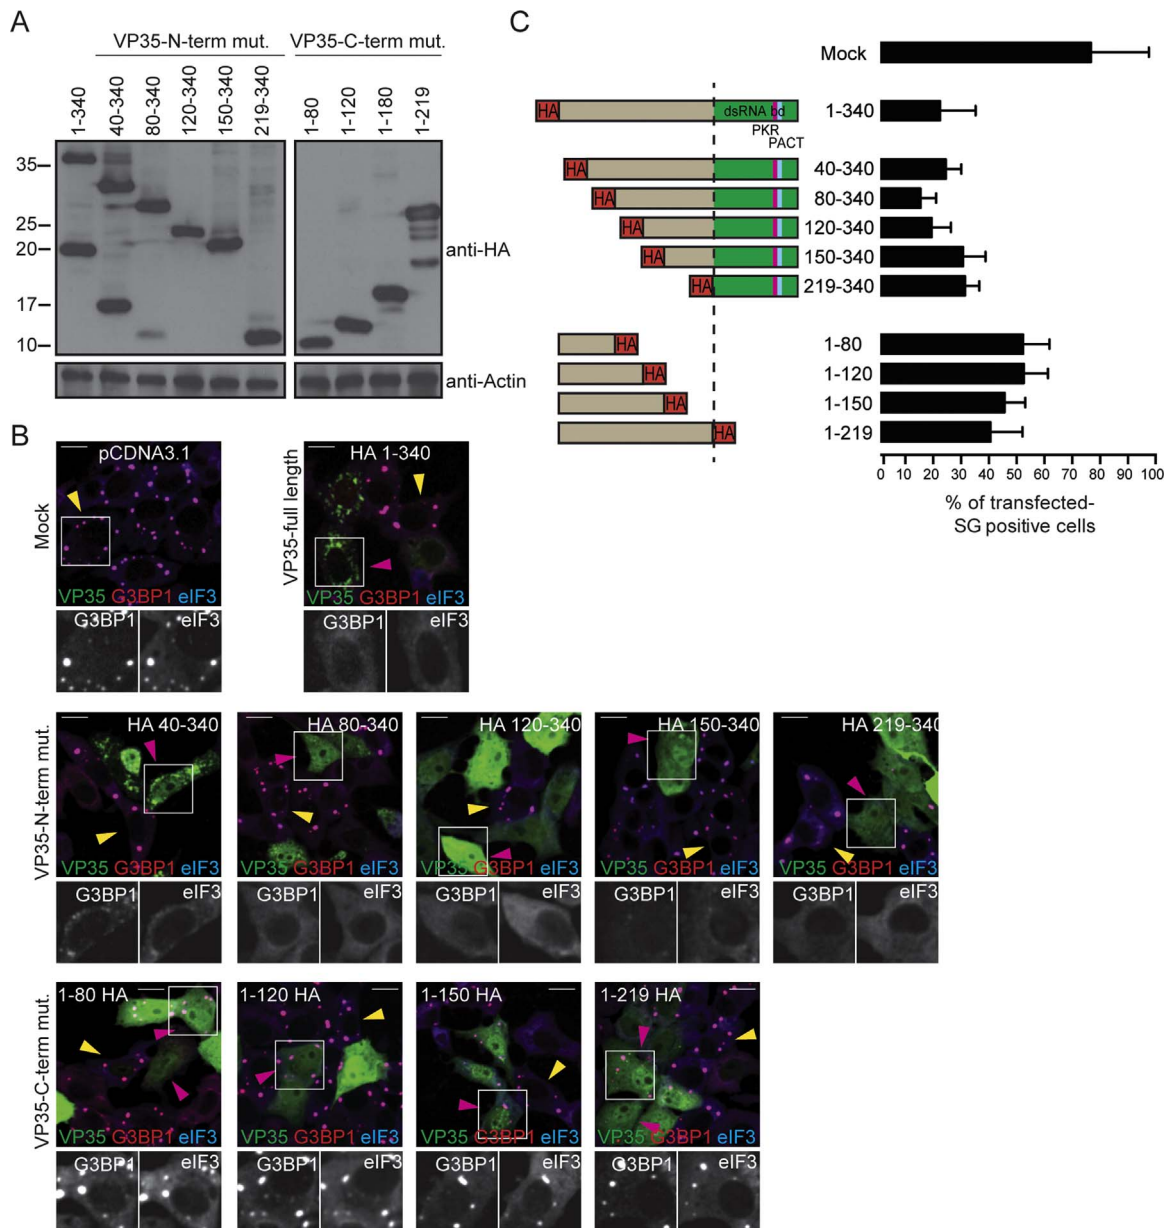 A
VP35-N-term mut.
VP35-C-term mut.
1-340
40-340
80-340
120-340
150-340
219-340
1-80
1-120
1-180
1-219
35
25
20
17
10
anti-HA
anti-Actin
B
Mock
pCDNA3.1
VP35 G3BP1 eIF3
G3BP1
eIF3
VP35-full length
HA 1-340
VP35 G3BP1 eIF3
G3BP1
eIF3
VP35-N-term mut.
HA 40-340
VP35 G3BP1 eIF3
G3BP1
eIF3
HA 80-340
VP35 G3BP1 eIF3
G3BP1
eIF3
HA 120-340
VP35 G3BP1 eIF3
G3BP1
eIF3
HA 150-340
VP35 G3BP1 eIF3
G3BP1
eIF3
HA 219-340
VP35 G3BP1 eIF3
G3BP1
eIF3
VP35-C-term mut.
1-80 HA
VP35 G3BP1 eIF3
G3BP1
eIF3
1-120 HA
VP35 G3BP1 eIF3
G3BP1
eIF3
1-150 HA
VP35 G3BP1 eIF3
G3BP1
eIF3
1-219 HA
VP35 G3BP1 eIF3
G3BP1
eIF3
C
Mock
HA
dsRNA bd
PKR
PACT
1-340
HA
40-340
HA
80-340
HA
120-340
HA
150-340
HA
219-340
HA
1-80
HA
1-120
HA
1-150
HA
1-219
0 10 20 30 40 50 60 70 80 90 100
% of transfected-
SG positive cells